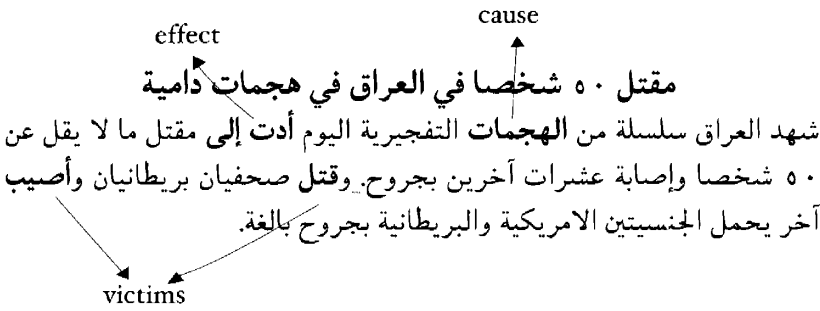 cause
effect
مقتل ٥٠ شخصا في العراق في هجمات دامية
شهد العراق سلسلة من الهجمات التفجيرية اليوم أدت إلى مقتل ما لا يقل عن
٥٠ شخصا وإصابة عشرات آخرين بجروح. وقتل صحفيان بريطانيان وأصيب
آخر يحمل الجنسيتين الامريكية والبريطانية بجروح بالغة.
victims